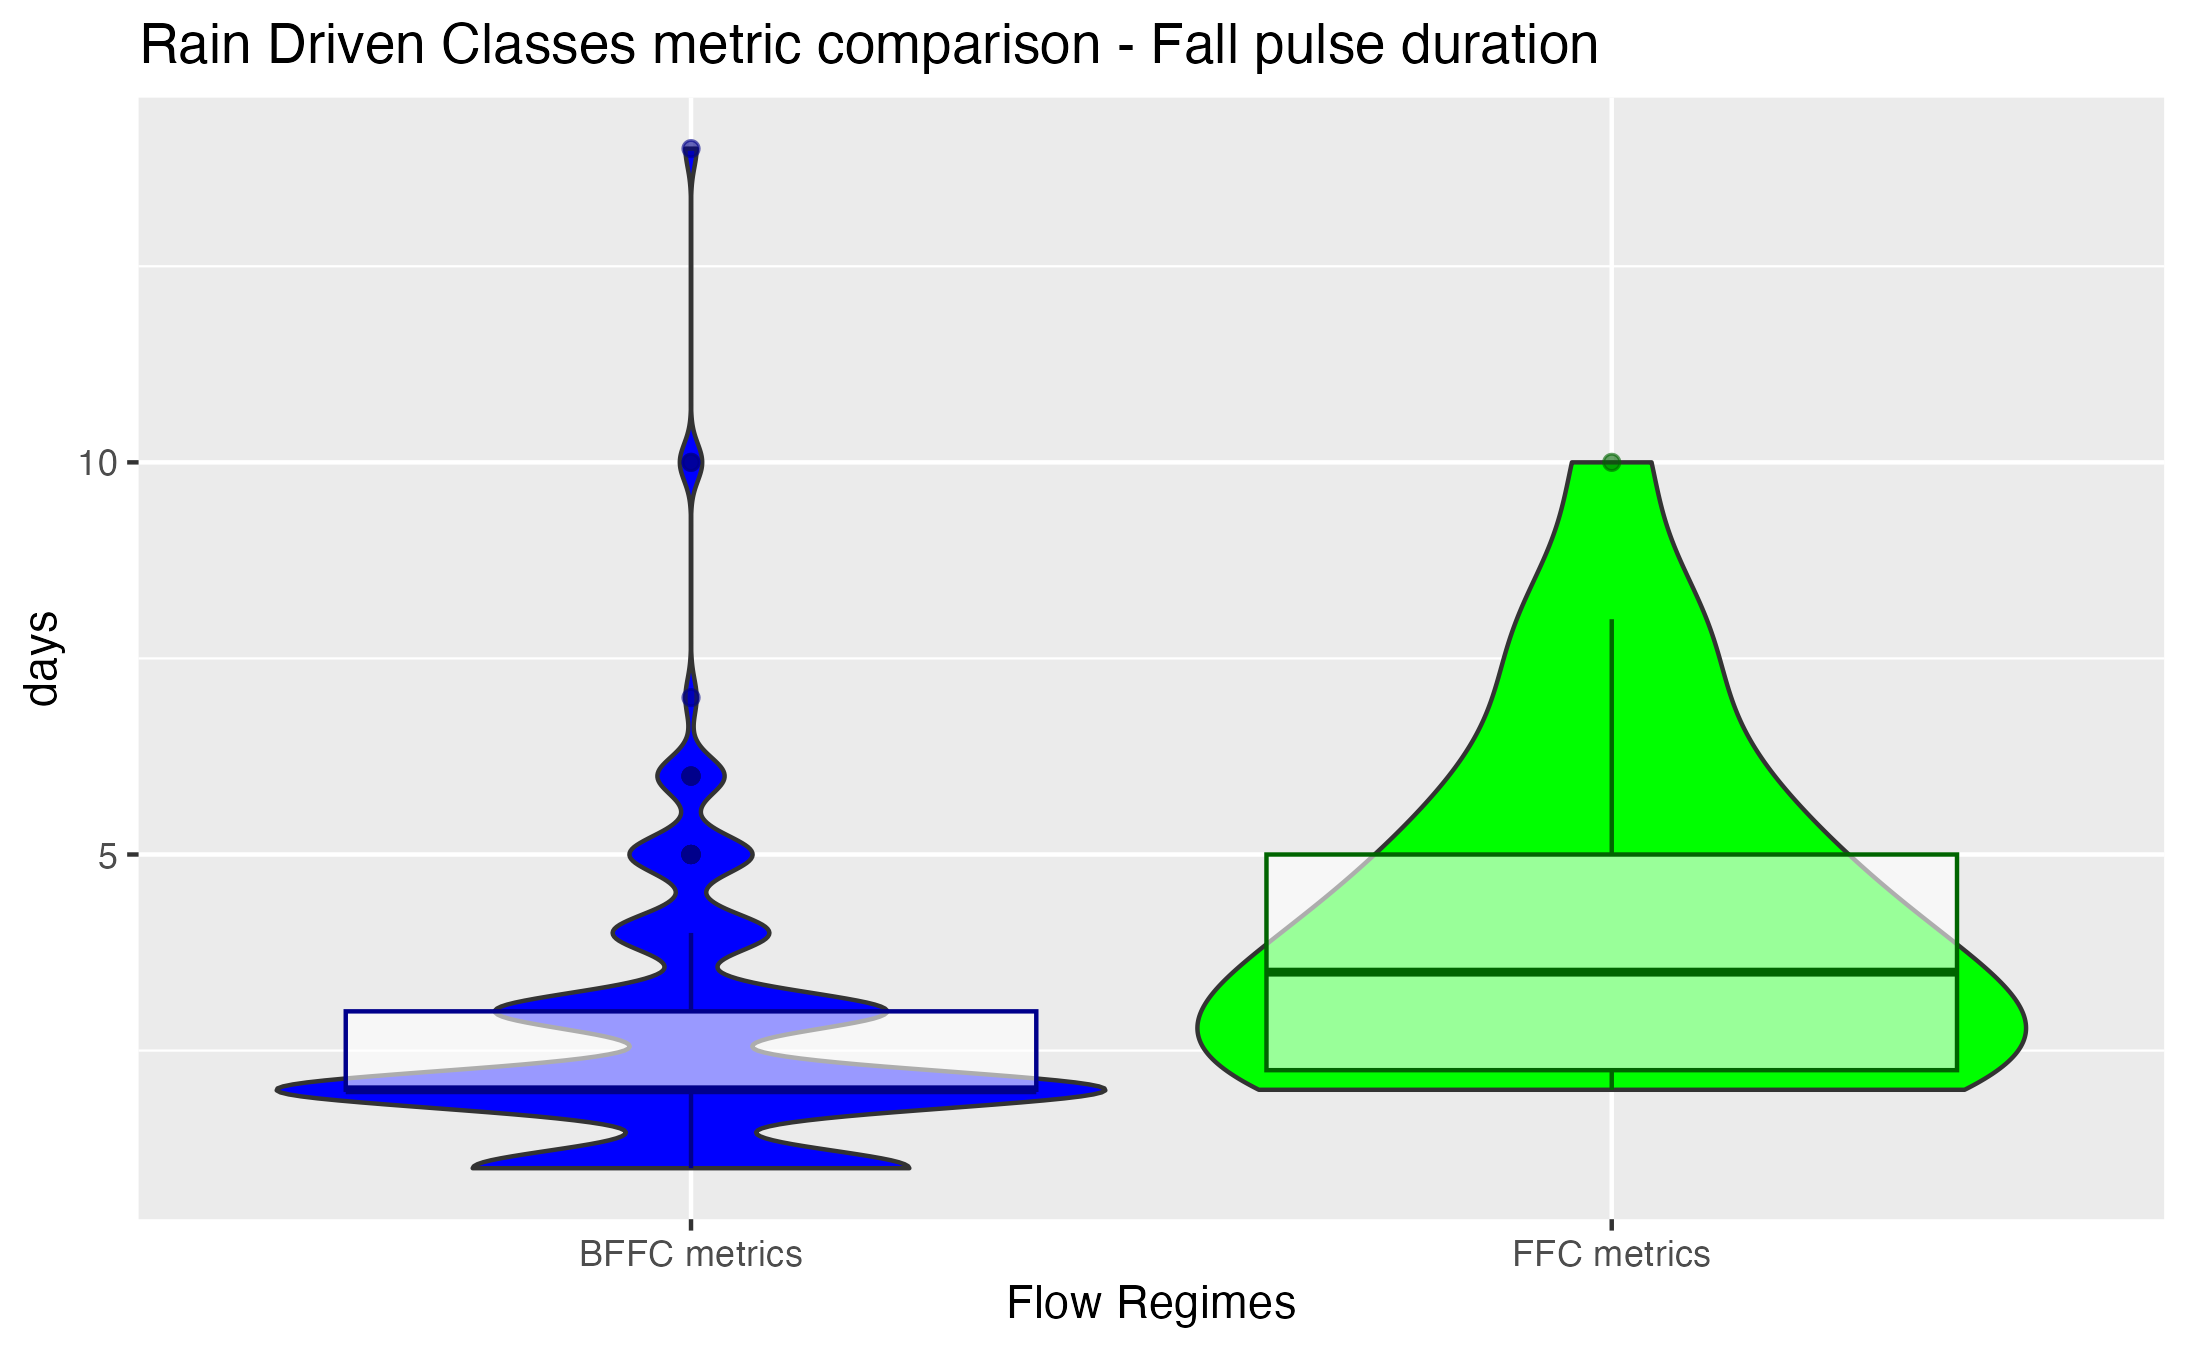 Rain Driven Classes metric comparison - Fall pulse duration
days
10
5
BFFC metrics
FFC metrics
Flow Regimes